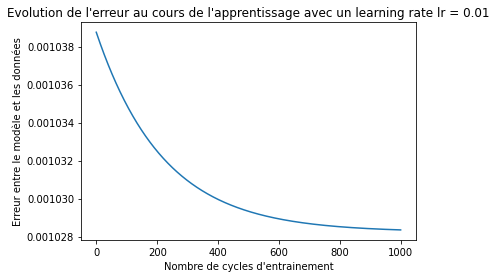 Evolution de l'erreur au cours de l'apprentissage avec un learning rate lr = 0.01
Erreur entre le modèle et les données
0.001038
0.001036
0.001034
0.001032
0.001030
0.001028
0 200 400 600 800 1000
Nombre de cycles d'entrainement